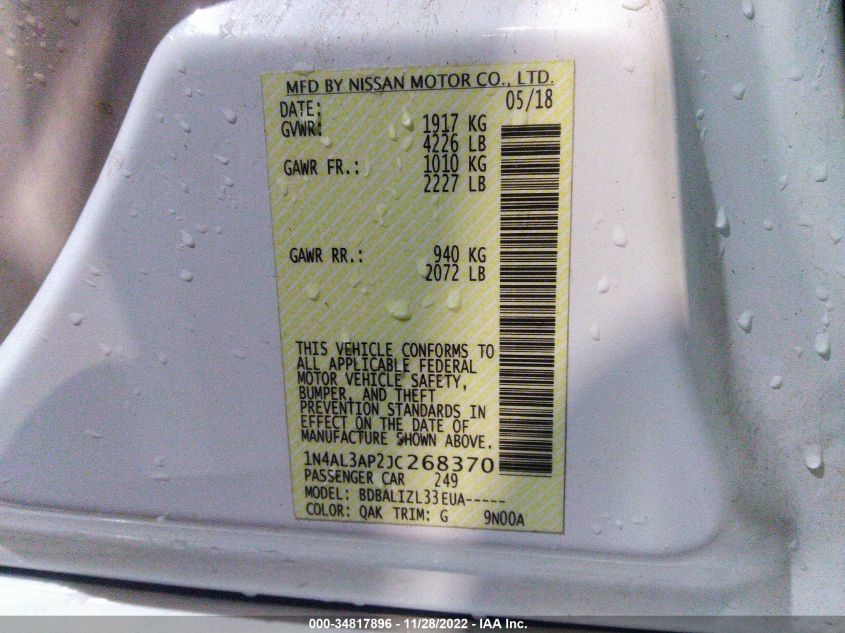 MFD BY NISSAN MOTOR CO., LTD.
DATE: 05/18
GVWR: 1917 KG
4226 LB
GAWR FR.: 1010 KG
2227 LB
GAWR RR.: 940 KG
2072 LB
THIS VEHICLE CONFORMS TO
ALL APPLICABLE FEDERAL
MOTOR VEHICLE SAFETY,
BUMPER, AND THEFT
PREVENTION STANDARDS IN
EFFECT ON THE DATE OF
MANUFACTURE SHOWN ABOVE.
1N4AL3AP2JC268370
PASSENGER CAR 249
MODEL: BDBALIZL33EUA-----
COLOR: QAK TRIM: G 9N00A
000-34817896 - 11/28/2022 - IAA Inc.